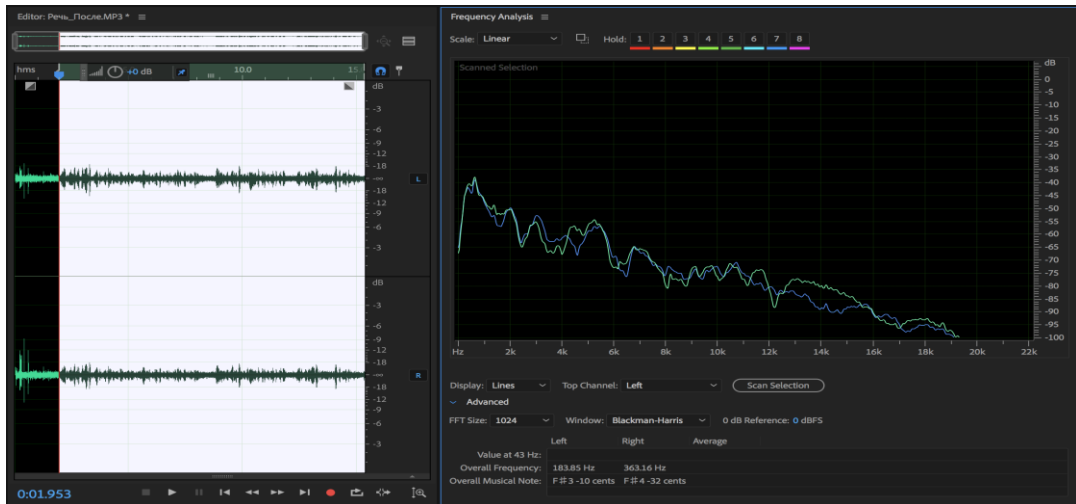 Editor: Речь_После.MP3 * ≡
hms
+0 dB
10.0
15
dB
-3
-6
-9
-12
-18
-∞
-18
-12
-9
-6
-3
L
dB
-3
-6
-9
-12
-18
-∞
-18
-12
-9
-6
-3
R
0:01.953
Frequency Analysis ≡
Scale: Linear Hold: 1 2 3 4 5 6 7 8
Scanned Selection
dB
0
-5
-10
-15
-20
-25
-30
-35
-40
-45
-50
-55
-60
-65
-70
-75
-80
-85
-90
-95
-100
Hz 2k 4k 6k 8k 10k 12k 14k 16k 18k 20k 22k
Display: Lines Top Channel: Left Scan Selection
Advanced
FFT Size: 1024 Window: Blackman-Harris 0 dB Reference: 0 dBFS
Left Right Average
Value at 43 Hz:
Overall Frequency: 183.85 Hz 363.16 Hz
Overall Musical Note: F♯3 -10 cents F♯4 -32 cents